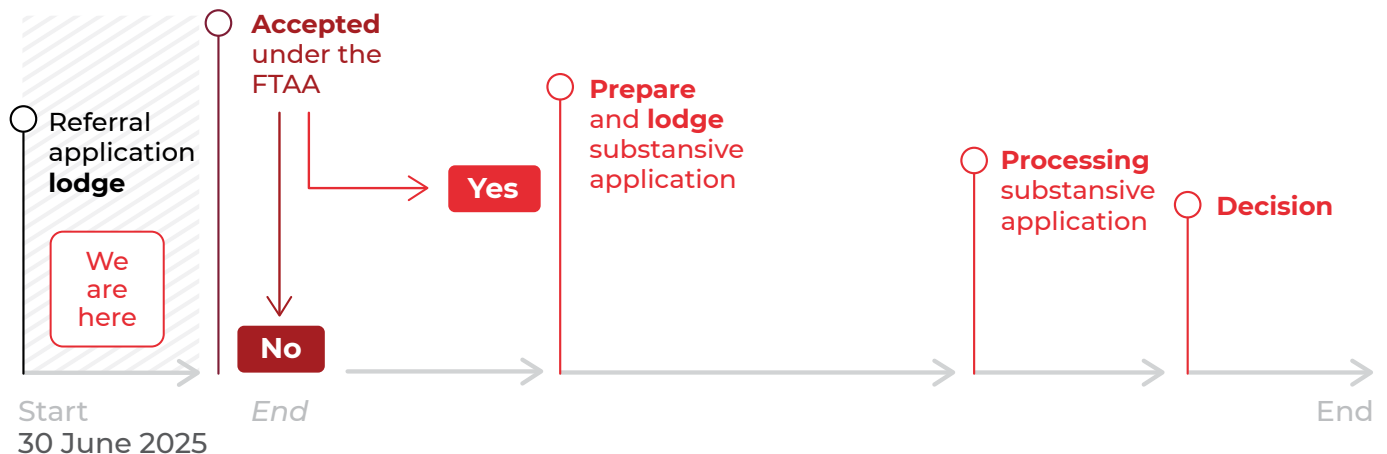 Referral
application
lodge
We
are
here
Accepted
under the
FTAA
Yes
No
Prepare
and lodge
substansive
application
Processing
substansive
application
Decision
Start
30 June 2025
End
End